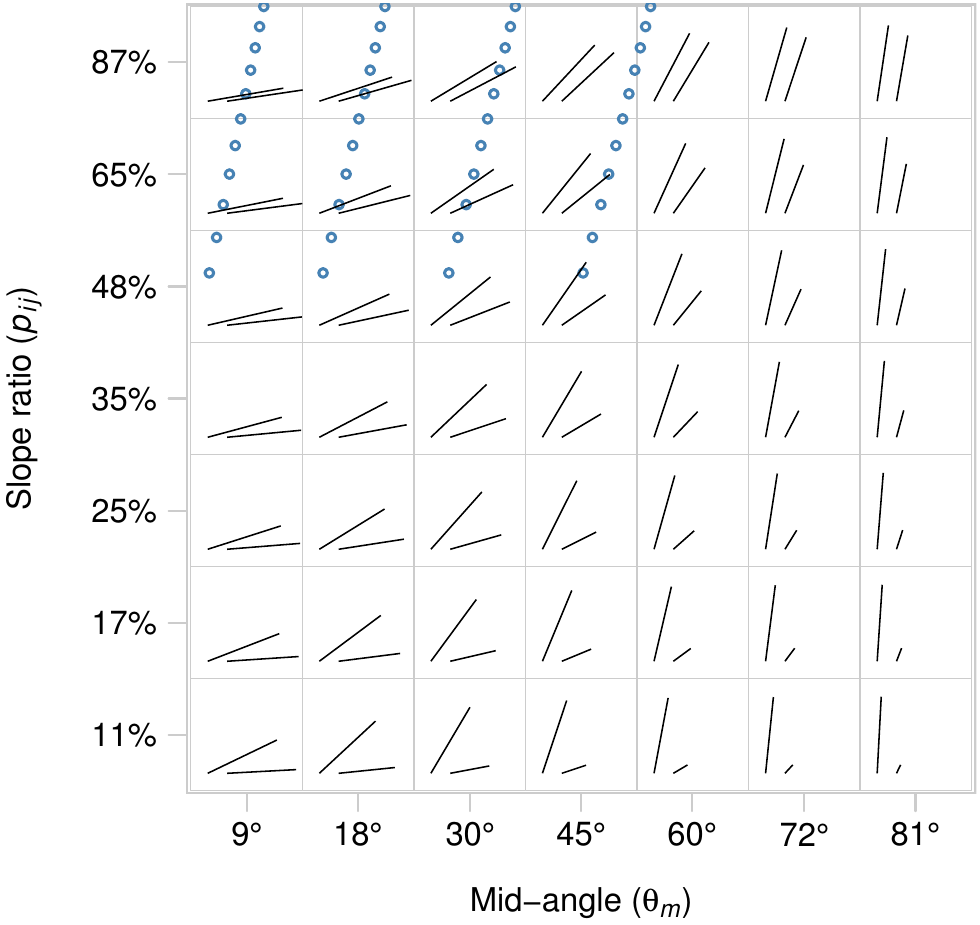 Slope ratio (pij)
87%
65%
48%
35%
25%
17%
11%
9° 18° 30° 45° 60° 72° 81°
Mid−angle (θm)